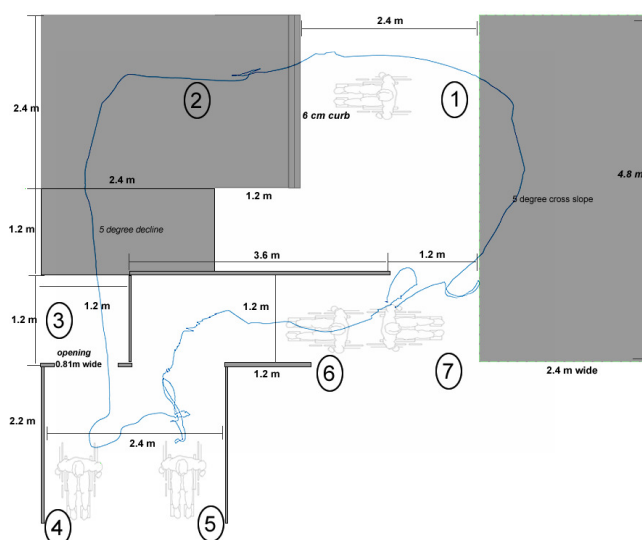 2.4 m
1
2
2.4 m
6 cm curb
4.8 m
2.4 m
1.2 m
5 degree cross slope
1.2 m
5 degree decline
3.6 m
1.2 m
1.2 m
3
1.2 m
1.2 m
opening
0.81m wide
1.2 m
6
7
2.4 m wide
2.2 m
2.4 m
4
5